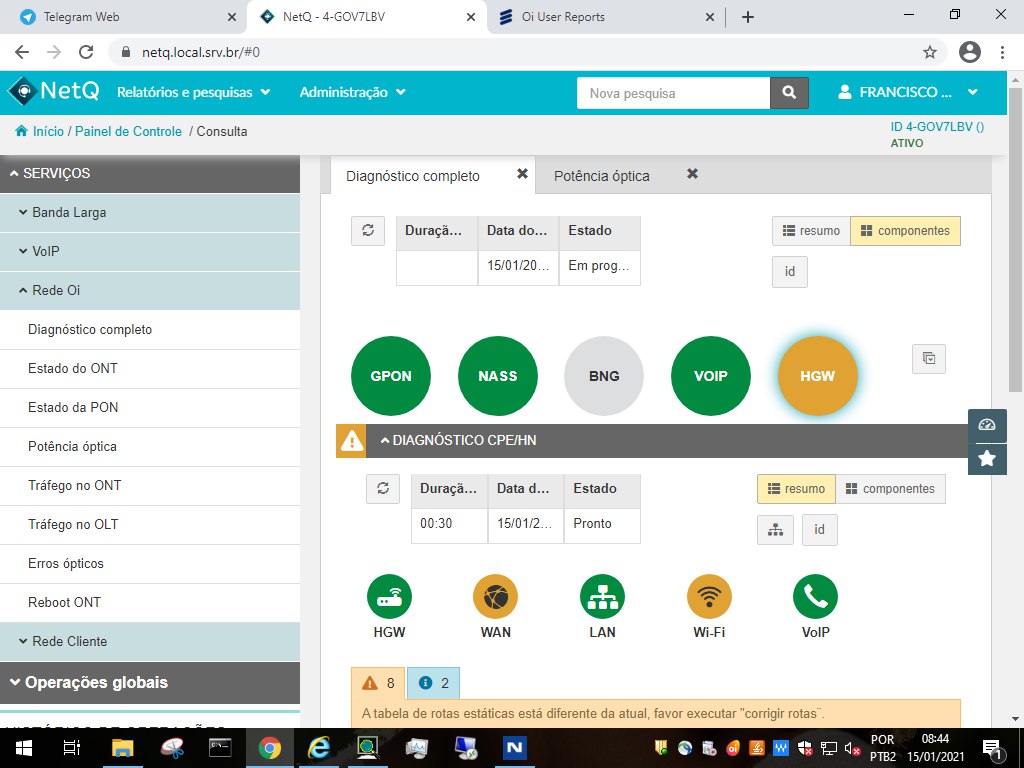 Telegram Web
NetQ - 4-GOV7LBV
Oi User Reports
netq.local.srv.br/#0
NetQ
Relatórios e pesquisas
Administração
Nova pesquisa
FRANCISCO ...
Início / Painel de Controle / Consulta
ID 4-GOV7LBV ()
ATIVO
SERVIÇOS
Banda Larga
VoIP
Rede Oi
Diagnóstico completo
Estado do ONT
Estado da PON
Potência óptica
Tráfego no ONT
Tráfego no OLT
Erros ópticos
Reboot ONT
Rede Cliente
Operações globais
HISTÓRICO DE OPERAÇÕES
Diagnóstico completo
Potência óptica
Duraçã... Data do... Estado
15/01/20... Em prog...
resumo componentes
id
GPON NASS BNG VOIP HGW
DIAGNÓSTICO CPE/HN
Duraçã... Data d... Estado
00:30 15/01/2... Pronto
resumo componentes
id
HGW WAN LAN Wi-Fi VoIP
8 2
A tabela de rotas estáticas está diferente da atual, favor executar "corrigir rotas¨.
POR
PTB2
08:44
15/01/2021
1